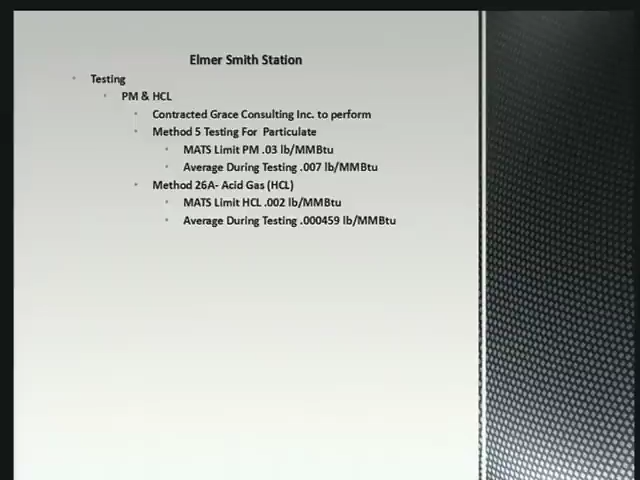 Elmer Smith Station
Testing
PM & HCL
Contracted Grace Consulting Inc. to perform
Method 5 Testing For Particulate
MATS Limit PM .03 lb/MMBtu
Average During Testing .007 lb/MMBtu
Method 26A- Acid Gas (HCL)
MATS Limit HCL .002 lb/MMBtu
Average During Testing .000459 lb/MMBtu